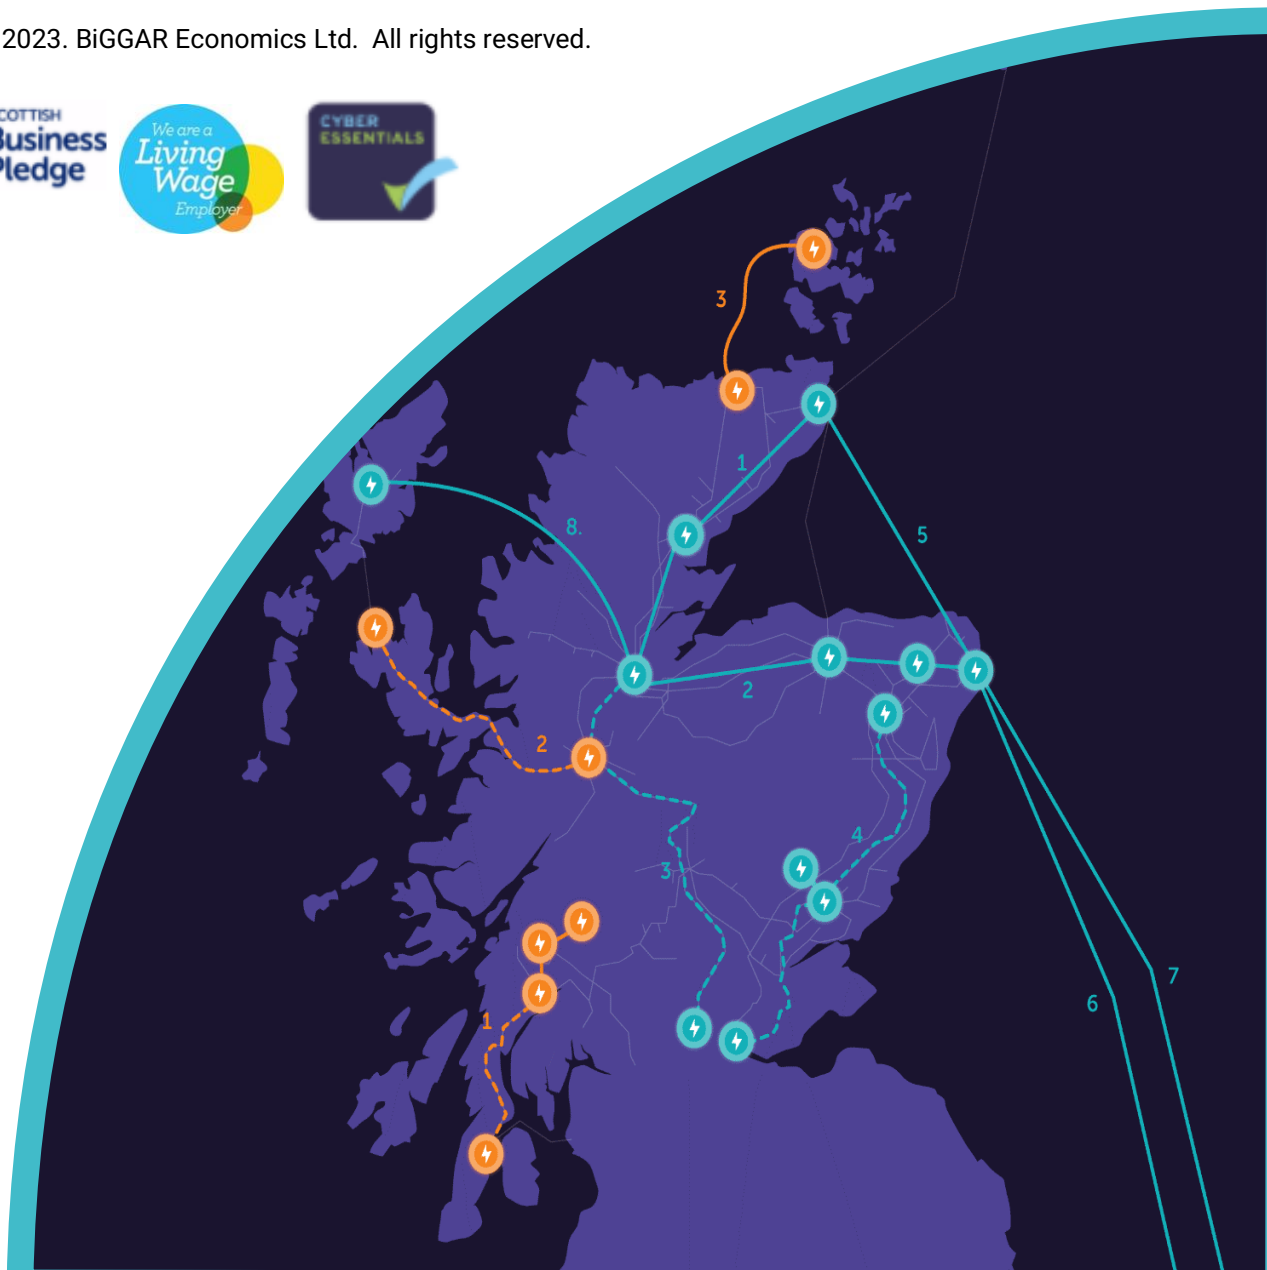 2023. BiGGAR Economics Ltd. All rights reserved.
COTTISH
Business
Pledge
We are a
Living
Wage
Employer
CYBER
ESSENTIALS
3
1
8.
5
2
2
4
3
7
6
1